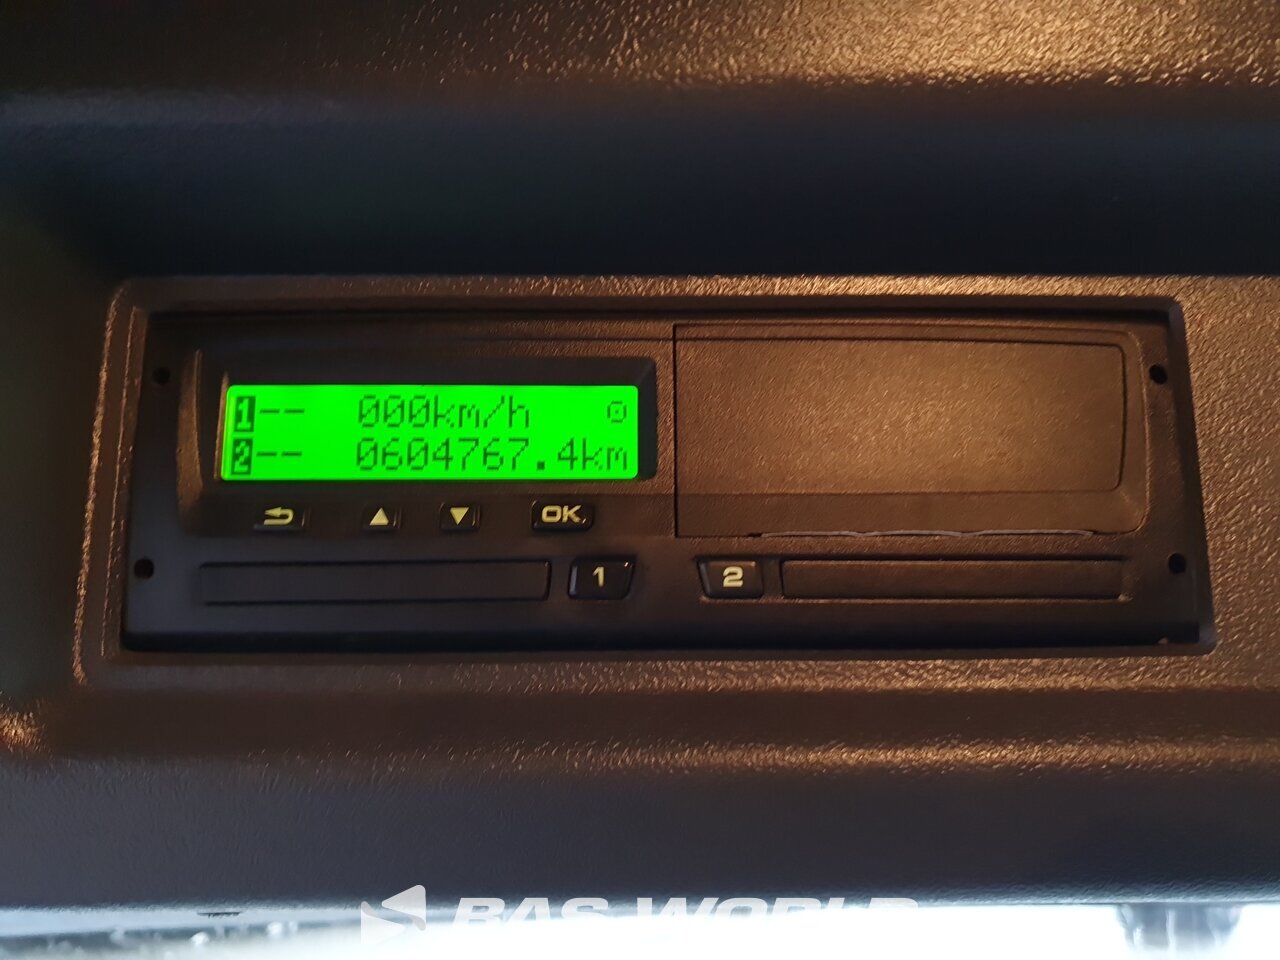 1-- 000km/h
2-- 0604767.4km
OK
1
2
BAS WORLD